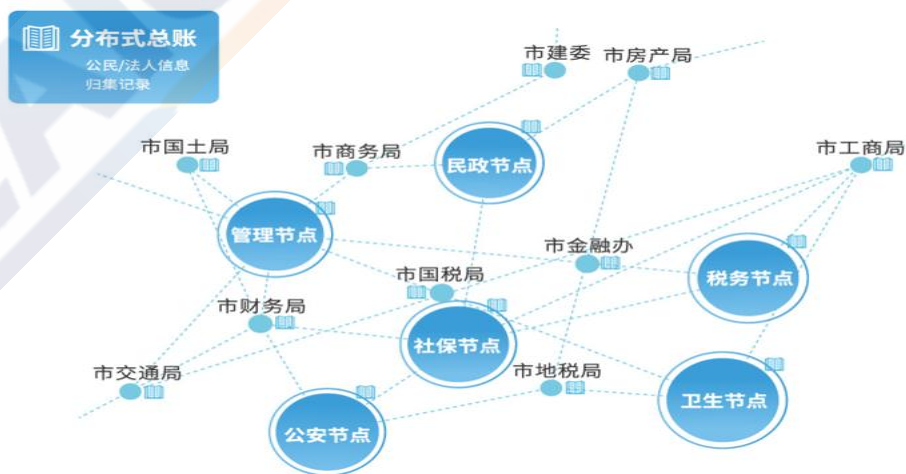 分布式总账
公民/法人信息
归集记录
市建委
市房产局
市国土局
市商务局
民政节点
市工商局
管理节点
市金融办
市国税局
税务节点
市财务局
社保节点
市交通局
市地税局
卫生节点
公安节点